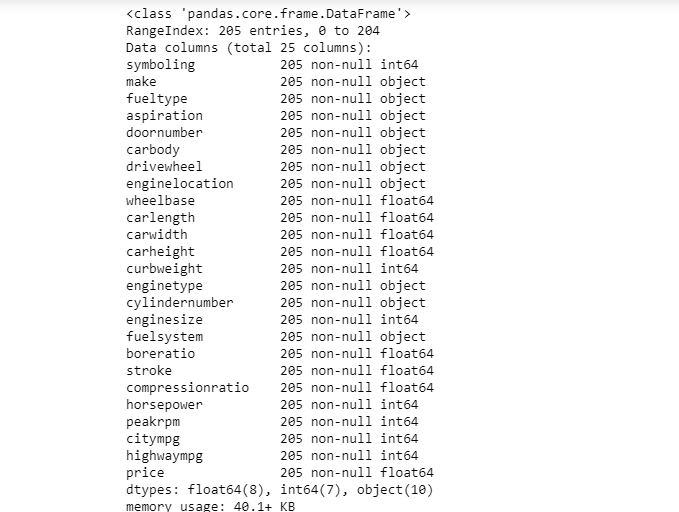 <class 'pandas.core.frame.DataFrame'>
RangeIndex: 205 entries, 0 to 204
Data columns (total 25 columns):
symboling           205 non-null int64
make                205 non-null object
fueltype            205 non-null object
aspiration          205 non-null object
doornumber          205 non-null object
carbody             205 non-null object
drivewheel          205 non-null object
enginelocation      205 non-null object
wheelbase           205 non-null float64
carlength           205 non-null float64
carwidth            205 non-null float64
carheight           205 non-null float64
curbweight          205 non-null int64
enginetype          205 non-null object
cylindernumber      205 non-null object
enginesize          205 non-null int64
fuelsystem          205 non-null object
boreratio           205 non-null float64
stroke              205 non-null float64
compressionratio    205 non-null float64
horsepower          205 non-null int64
peakrpm             205 non-null int64
citympg             205 non-null int64
highwaympg          205 non-null int64
price               205 non-null float64
dtypes: float64(8), int64(7), object(10)
memory usage: 40.1+ KB